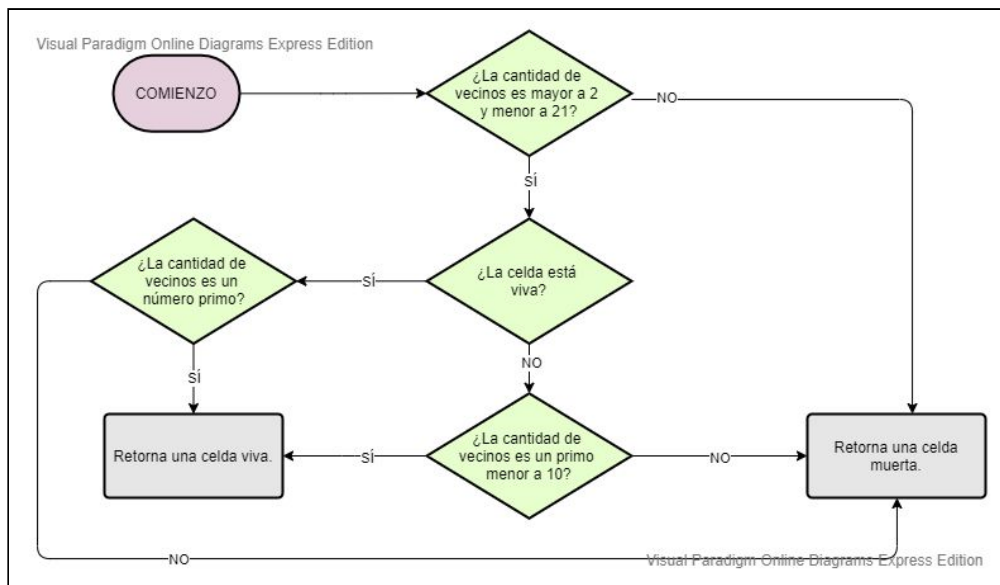 Visual Paradigm Online Diagrams Express Edition
COMIENZO
¿La cantidad de
vecinos es mayor a 2
y menor a 21?
NO
SÍ
¿La cantidad de
vecinos es un
número primo?
SÍ
¿La celda está
viva?
SÍ
NO
Retorna una celda viva.
SÍ
¿La cantidad de
vecinos es un primo
menor a 10?
NO
Retorna una celda
muerta.
NO
Visual Paradigm Online Diagrams Express Edition